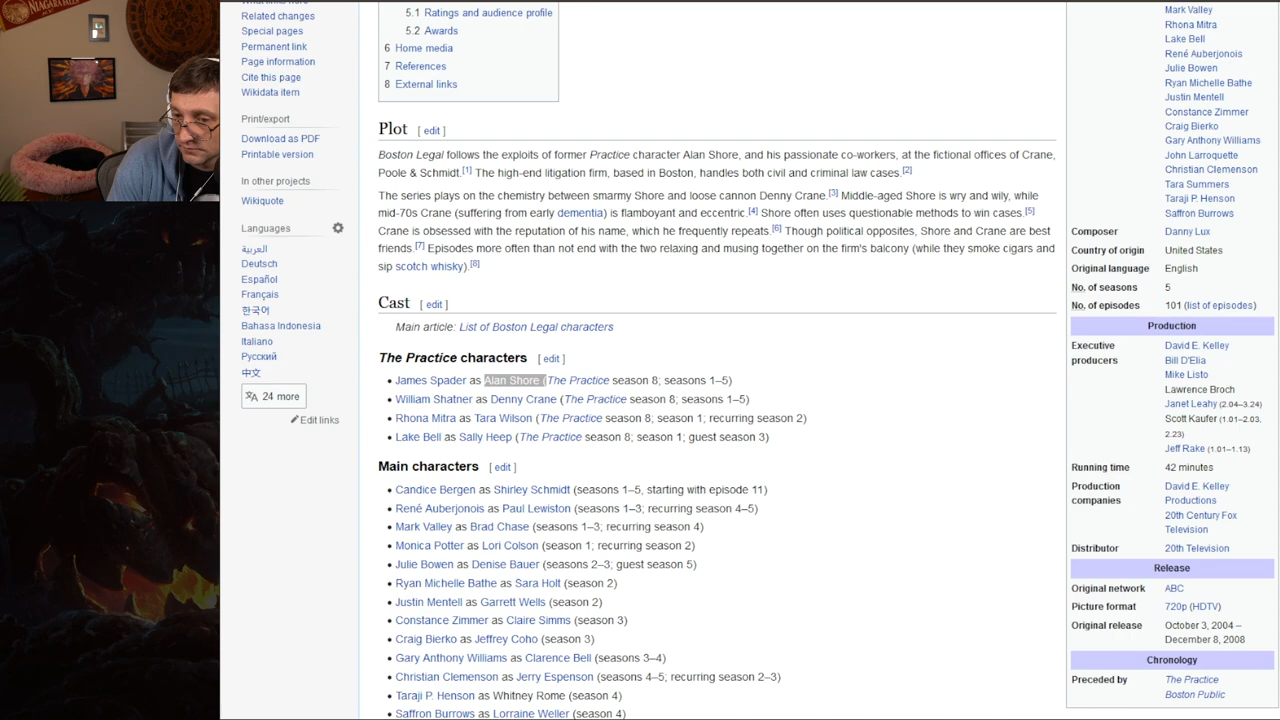 NIAGARA FALLS
Related changes
Special pages
Permanent link
Page information
Cite this page
Wikidata item
Print/export
Download as PDF
Printable version
In other projects
Wikiquote
Languages
العربية
Deutsch
Español
Français
한국어
Bahasa Indonesia
Italiano
Русский
中文
24 more
Edit links
5.1 Ratings and audience profile
5.2 Awards
6 Home media
7 References
8 External links
Plot [ edit ]
Boston Legal follows the exploits of former Practice character Alan Shore, and his passionate co-workers, at the fictional offices of Crane,
Poole & Schmidt.[1] The high-end litigation firm, based in Boston, handles both civil and criminal law cases.[2]
The series plays on the chemistry between smarmy Shore and loose cannon Denny Crane.[3] Middle-aged Shore is wry and wily, while
mid-70s Crane (suffering from early dementia) is flamboyant and eccentric.[4] Shore often uses questionable methods to win cases.[5]
Crane is obsessed with the reputation of his name, which he frequently repeats.[6] Though political opposites, Shore and Crane are best
friends.[7] Episodes more often than not end with the two relaxing and musing together on the firm's balcony (while they smoke cigars and
sip scotch whisky).[8]
Cast [ edit ]
Main article: List of Boston Legal characters
The Practice characters [ edit ]
• James Spader as Alan Shore (The Practice season 8; seasons 1–5)
• William Shatner as Denny Crane (The Practice season 8; seasons 1–5)
• Rhona Mitra as Tara Wilson (The Practice season 8; season 1; recurring season 2)
• Lake Bell as Sally Heep (The Practice season 8; season 1; guest season 3)
Main characters [ edit ]
• Candice Bergen as Shirley Schmidt (seasons 1–5, starting with episode 11)
• René Auberjonois as Paul Lewiston (seasons 1–3; recurring season 4–5)
• Mark Valley as Brad Chase (seasons 1–3; recurring season 4)
• Monica Potter as Lori Colson (season 1; recurring season 2)
• Julie Bowen as Denise Bauer (seasons 2–3; guest season 5)
• Ryan Michelle Bathe as Sara Holt (season 2)
• Justin Mentell as Garrett Wells (season 2)
• Constance Zimmer as Claire Simms (season 3)
• Craig Bierko as Jeffrey Coho (season 3)
• Gary Anthony Williams as Clarence Bell (seasons 3–4)
• Christian Clemenson as Jerry Espenson (seasons 4–5; recurring season 2–3)
• Taraji P. Henson as Whitney Rome (season 4)
• Saffron Burrows as Lorraine Weller (season 4)
Mark Valley
Rhona Mitra
Lake Bell
René Auberjonois
Julie Bowen
Ryan Michelle Bathe
Justin Mentell
Constance Zimmer
Craig Bierko
Gary Anthony Williams
John Larroquette
Christian Clemenson
Tara Summers
Taraji P. Henson
Saffron Burrows
Composer Danny Lux
Country of origin United States
Original language English
No. of seasons 5
No. of episodes 101 (list of episodes)
Production
Executive producers David E. Kelley
Bill D'Elia
Mike Listo
Lawrence Broch
Janet Leahy (2.04–3.24)
Scott Kaufer (1.01–2.03,
2.23)
Jeff Rake (1.01–1.13)
Running time 42 minutes
Production companies David E. Kelley
Productions
20th Century Fox
Television
Distributor 20th Television
Release
Original network ABC
Picture format 720p (HDTV)
Original release October 3, 2004 –
December 8, 2008
Chronology
Preceded by The Practice
Boston Public